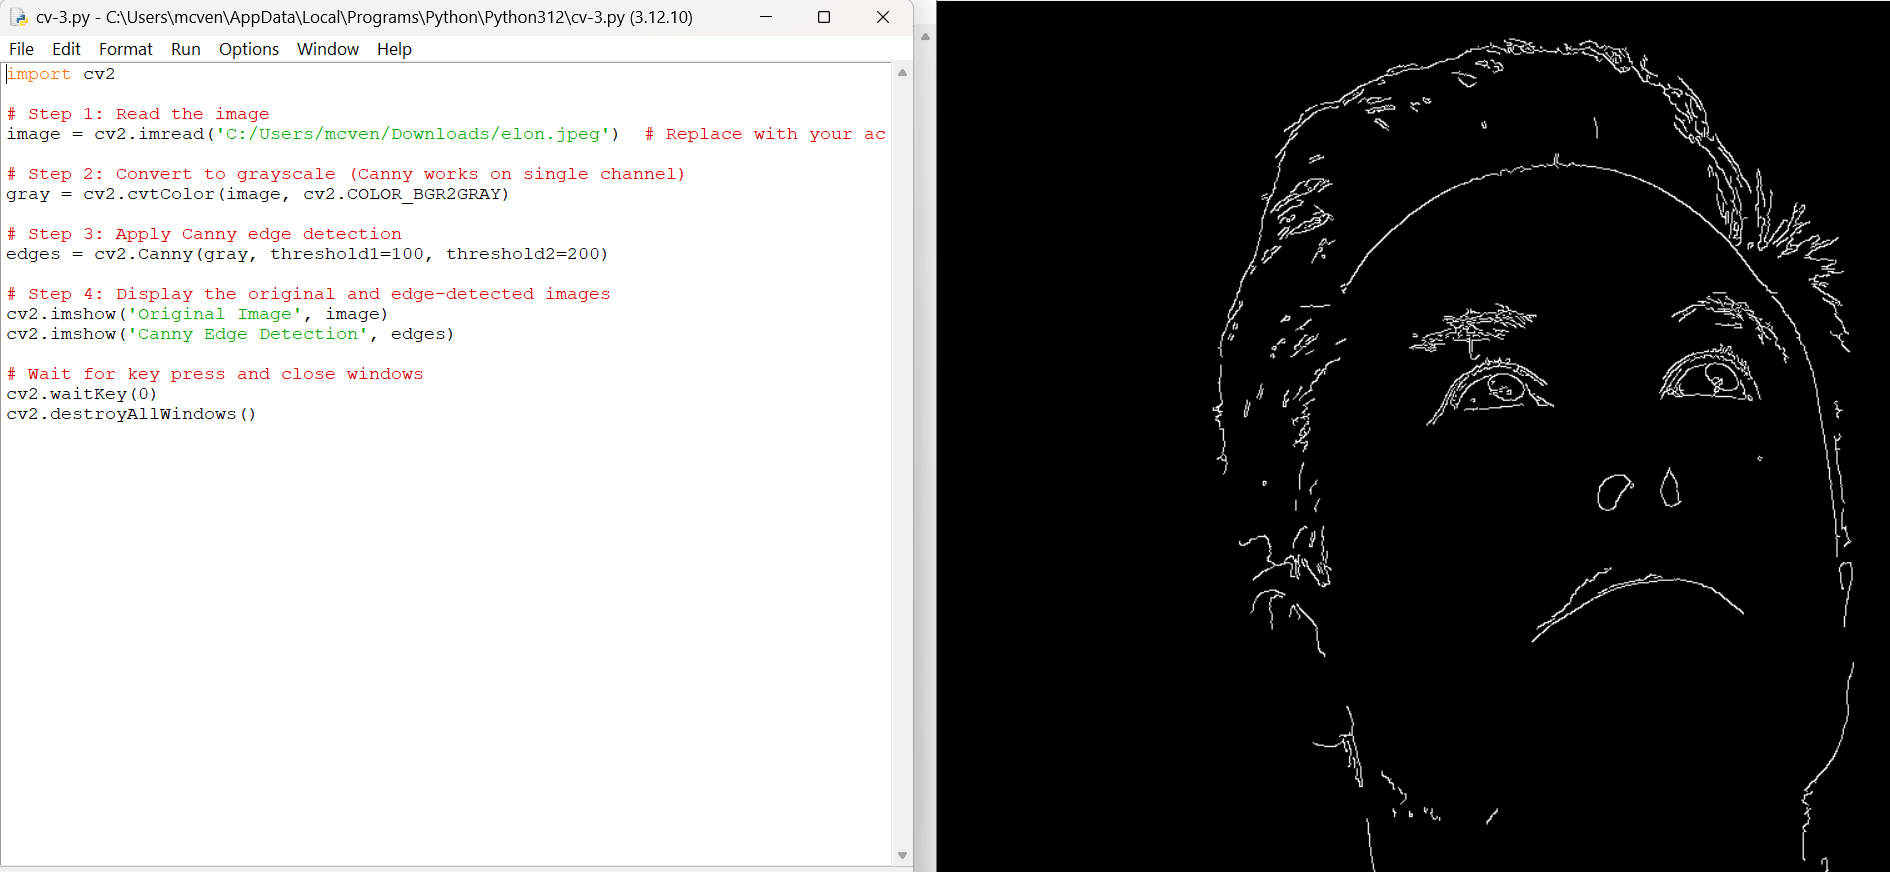 cv-3.py - C:\Users\mcven\AppData\Local\Programs\Python\Python312\cv-3.py (3.12.10)
File Edit Format Run Options Window Help
import cv2
# Step 1: Read the image
image = cv2.imread('C:/Users/mcven/Downloads/elon.jpeg')  # Replace with your ac
# Step 2: Convert to grayscale (Canny works on single channel)
gray = cv2.cvtColor(image, cv2.COLOR_BGR2GRAY)
# Step 3: Apply Canny edge detection
edges = cv2.Canny(gray, threshold1=100, threshold2=200)
# Step 4: Display the original and edge-detected images
cv2.imshow('Original Image', image)
cv2.imshow('Canny Edge Detection', edges)
# Wait for key press and close windows
cv2.waitKey(0)
cv2.destroyAllWindows()